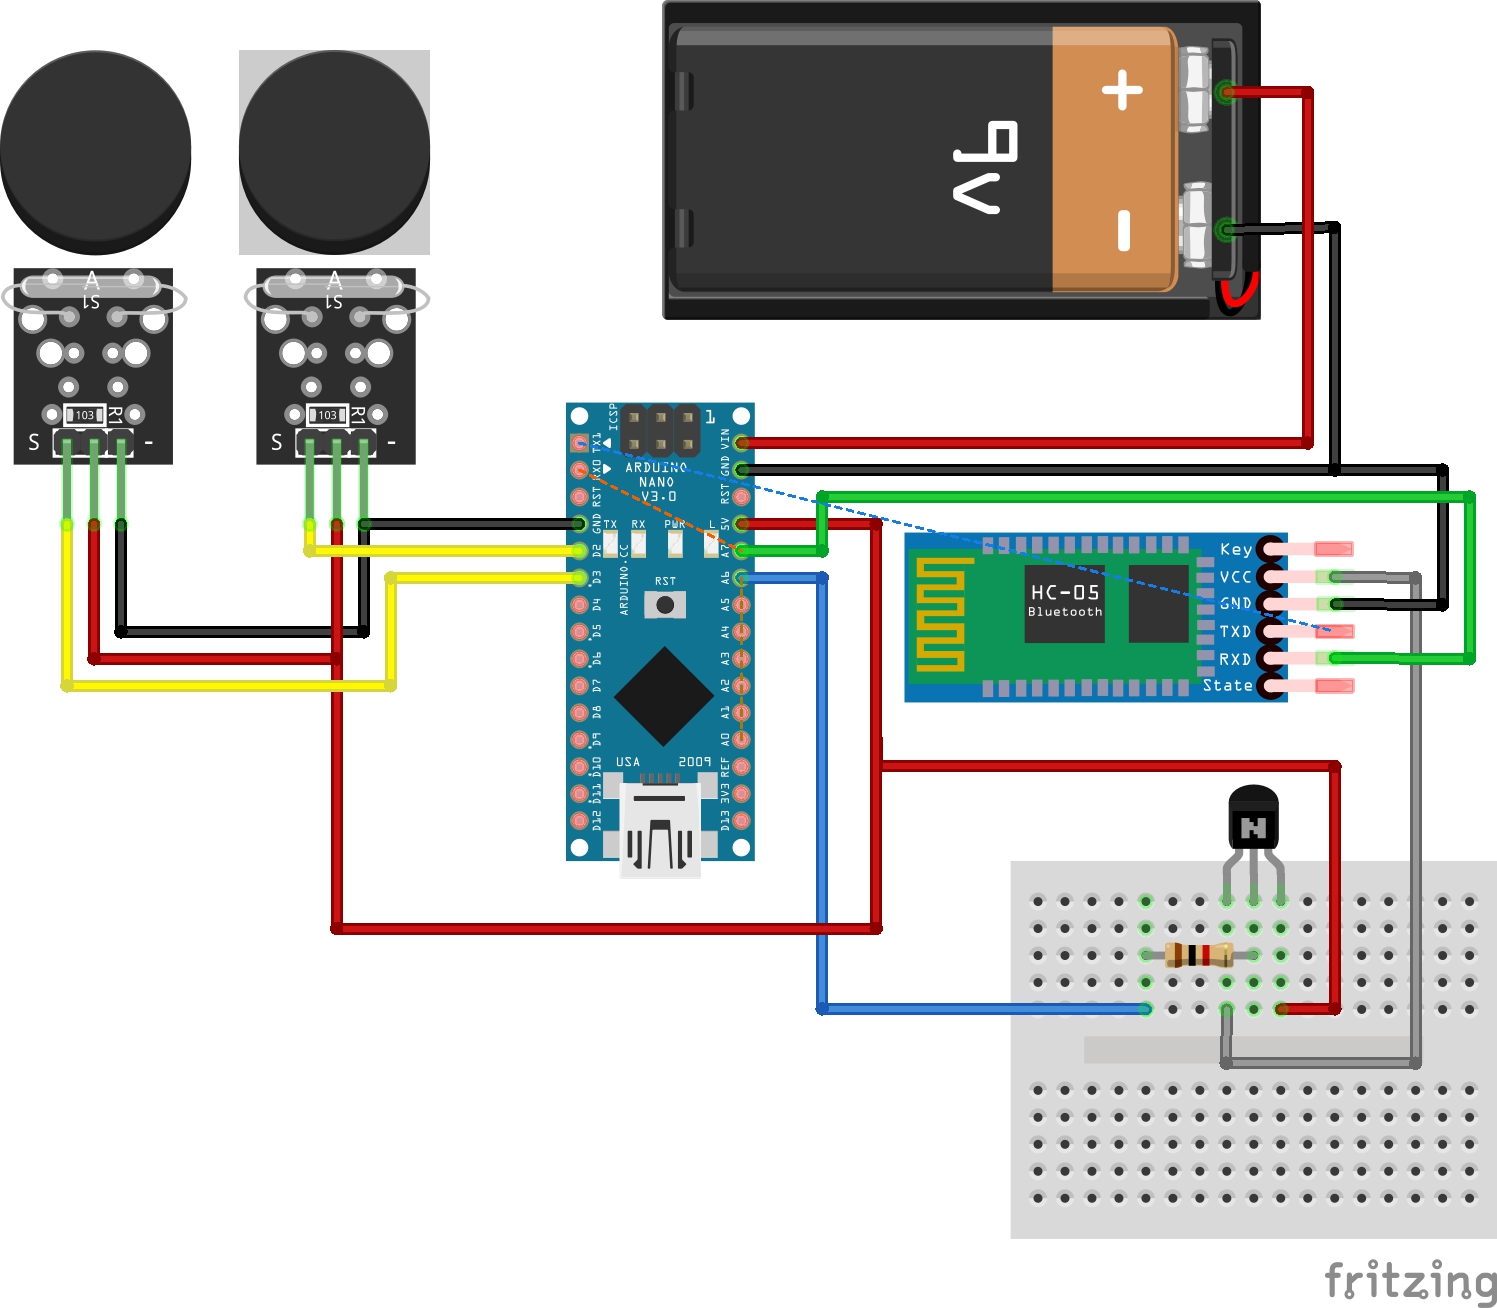 +
9V
-
A
S1
103
R1
S
-
A
S1
103
R1
S
-
ICSP
1
TX1
RX0
RST
GND
D2
D3
D4
D5
D6
D7
D8
D9
D10
D11
D12
ARDUINO
NANO
V3.0
TX
RX
PWR
L
ARDUINO.CC
RST
USA
2009
VIN
GND
RST
5V
A7
A6
A5
A4
A3
A2
A1
A0
REF
3V3
D13
HC-05
Bluetooth
Key
VCC
GND
TXD
RXD
State
N
fritzing